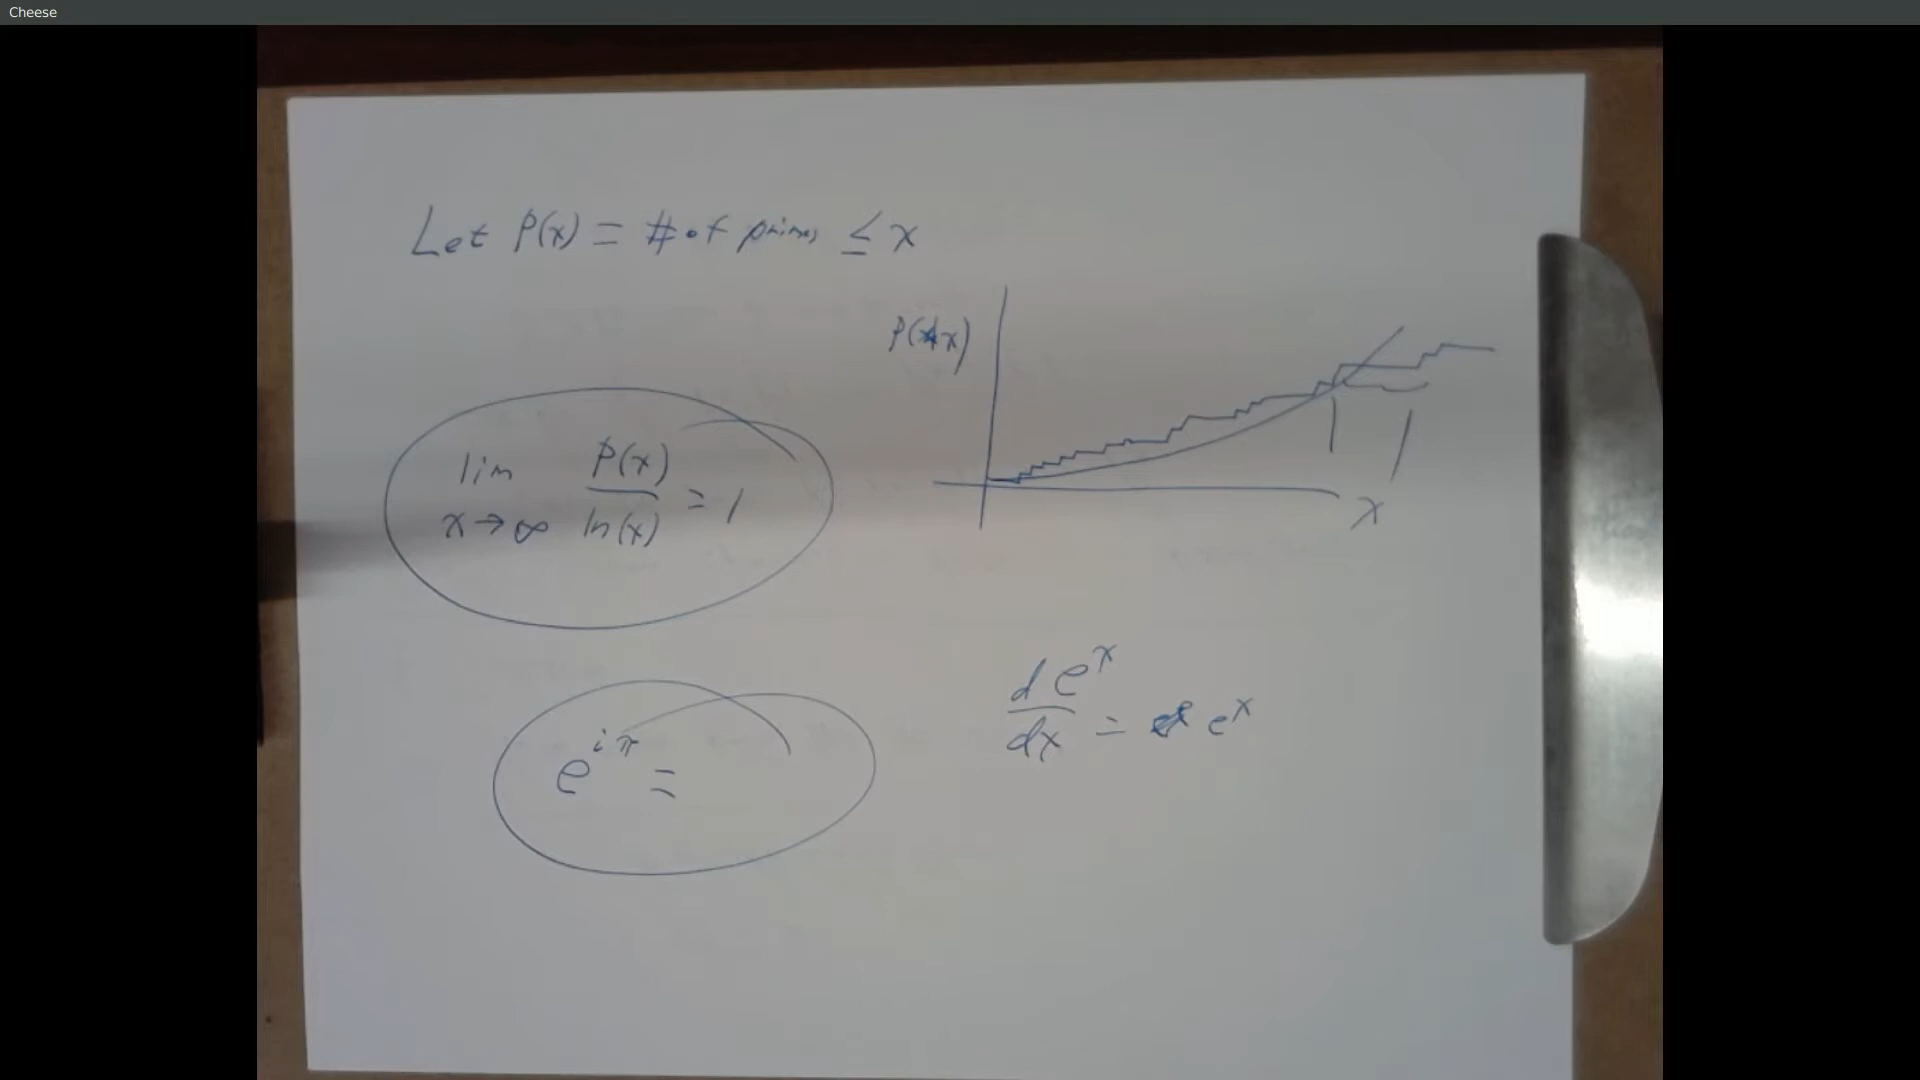 Cheese
Let P(x) = # of primes ≤ x
P(x)
lim P(x)
x→∞ ln(x) = 1
x
d e^x
dx = e^x
e^iπ =